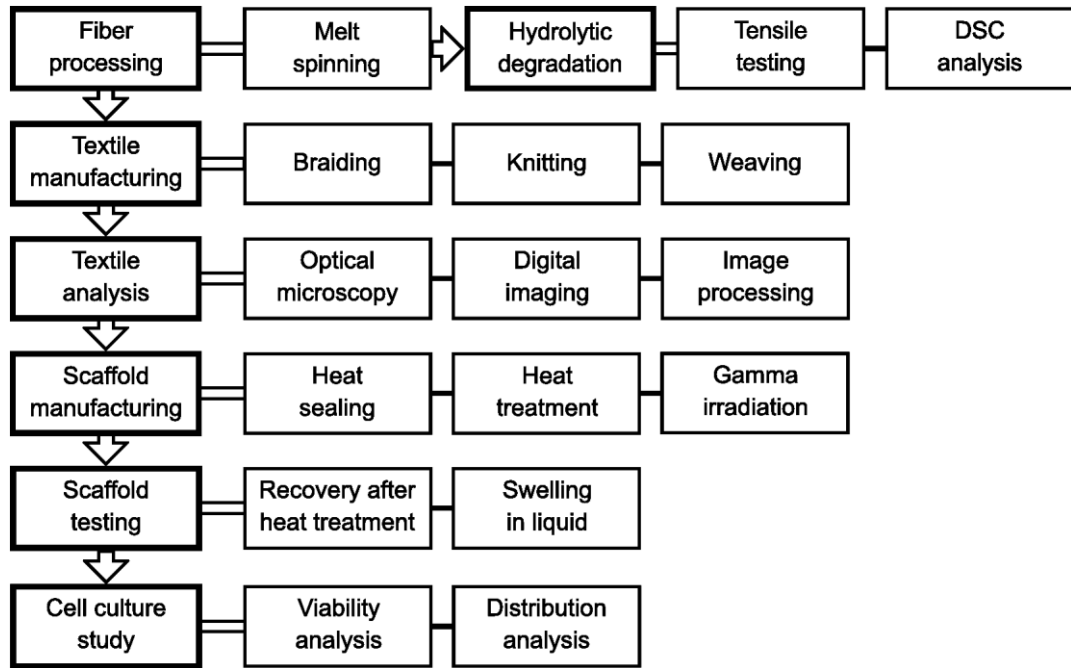 Fiber
processing
Melt
spinning
Hydrolytic
degradation
Tensile
testing
DSC
analysis
Textile
manufacturing
Braiding
Knitting
Weaving
Textile
analysis
Optical
microscopy
Digital
imaging
Image
processing
Scaffold
manufacturing
Heat
sealing
Heat
treatment
Gamma
irradiation
Scaffold
testing
Recovery after
heat treatment
Swelling
in liquid
Cell culture
study
Viability
analysis
Distribution
analysis